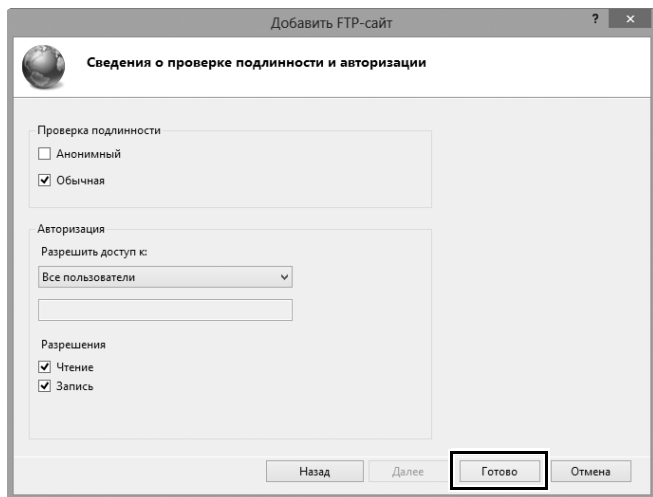 Добавить FTP-сайт
?
×
Сведения о проверке подлинности и авторизации
Проверка подлинности
Анонимный
Обычная
Авторизация
Разрешить доступ к:
Все пользователи
Разрешения
Чтение
Запись
Назад
Далее
Готово
Отмена